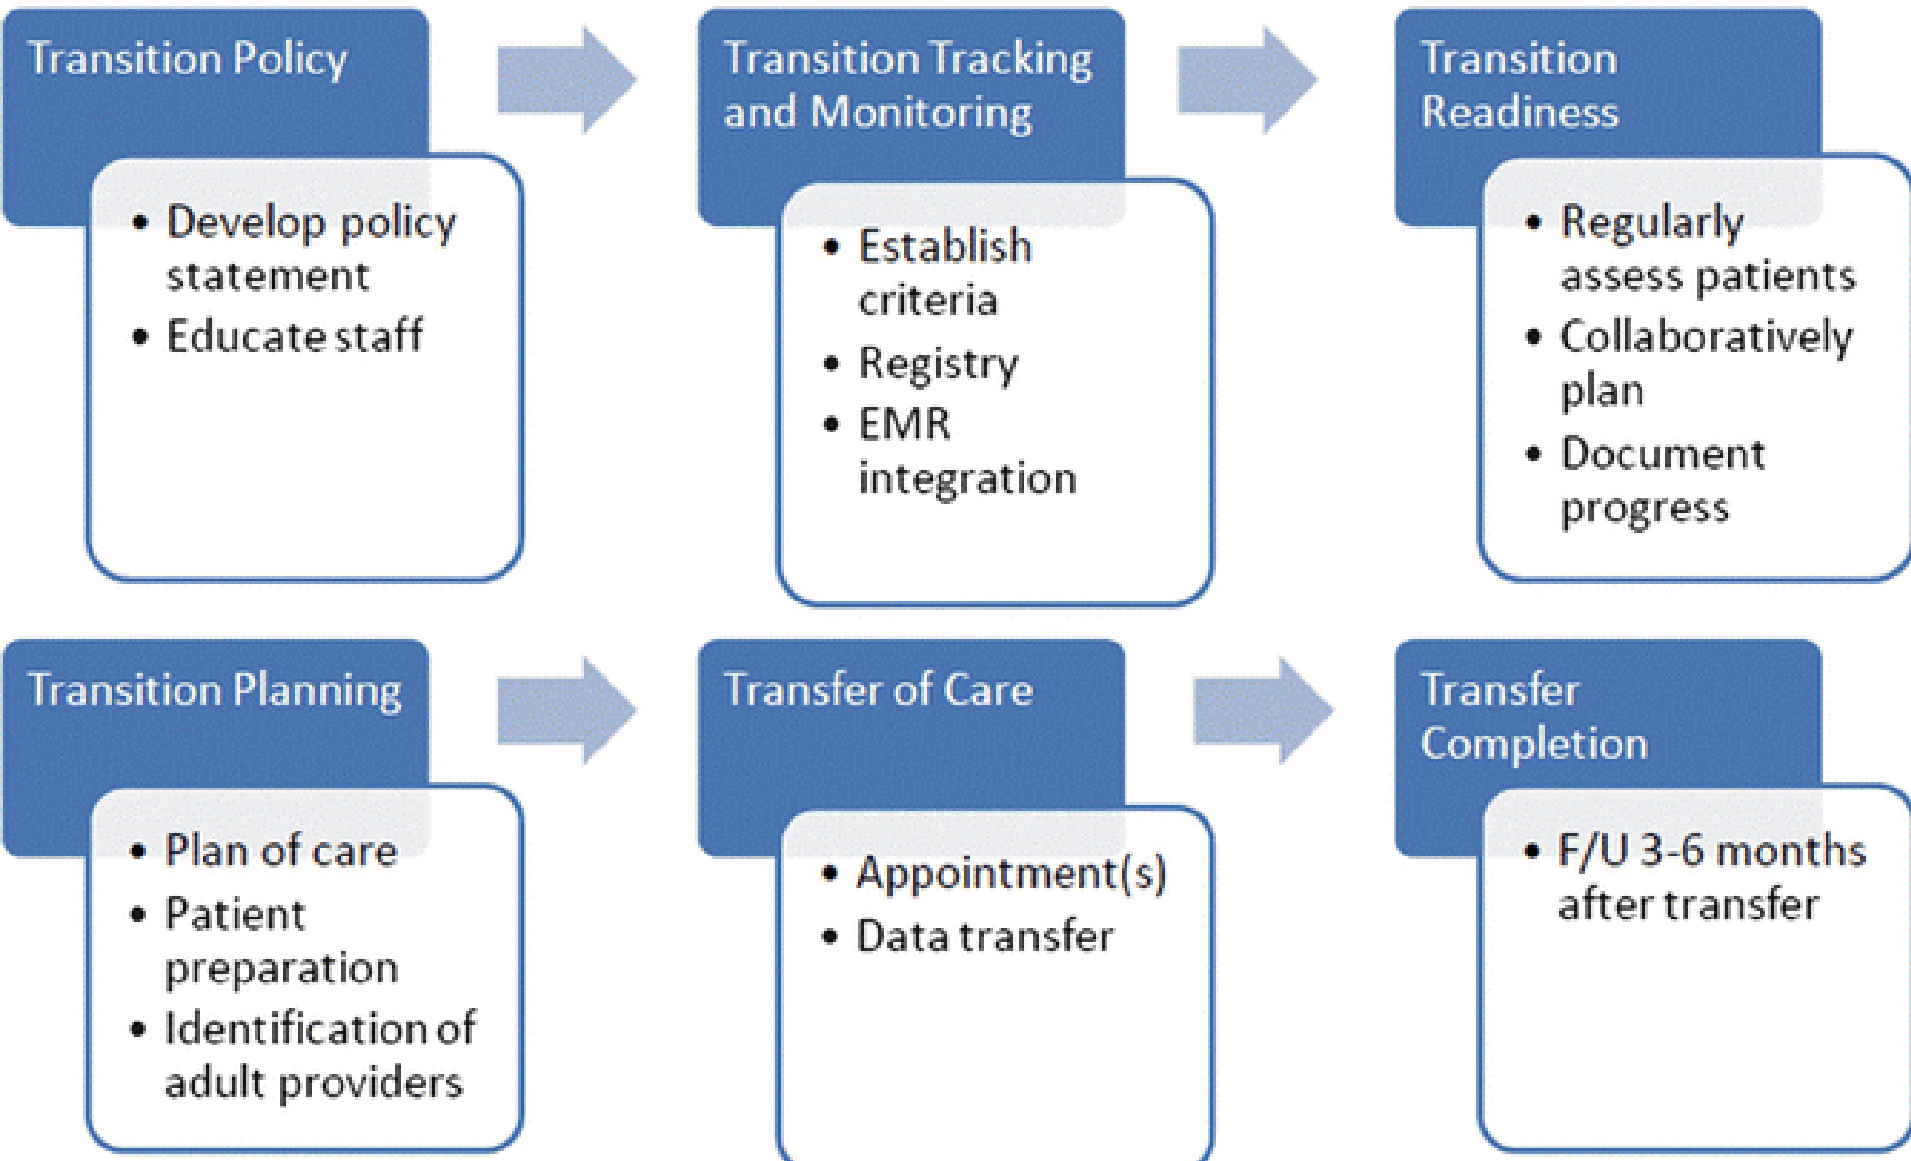 Transition Policy
• Develop policy
statement
• Educate staff
Transition Tracking
and Monitoring
• Establish
criteria
• Registry
• EMR
integration
Transition
Readiness
• Regularly
assess patients
• Collaboratively
plan
• Document
progress
Transition Planning
• Plan of care
• Patient
preparation
• Identification of
adult providers
Transfer of Care
• Appointment(s)
• Data transfer
Transfer
Completion
• F/U 3-6 months
after transfer